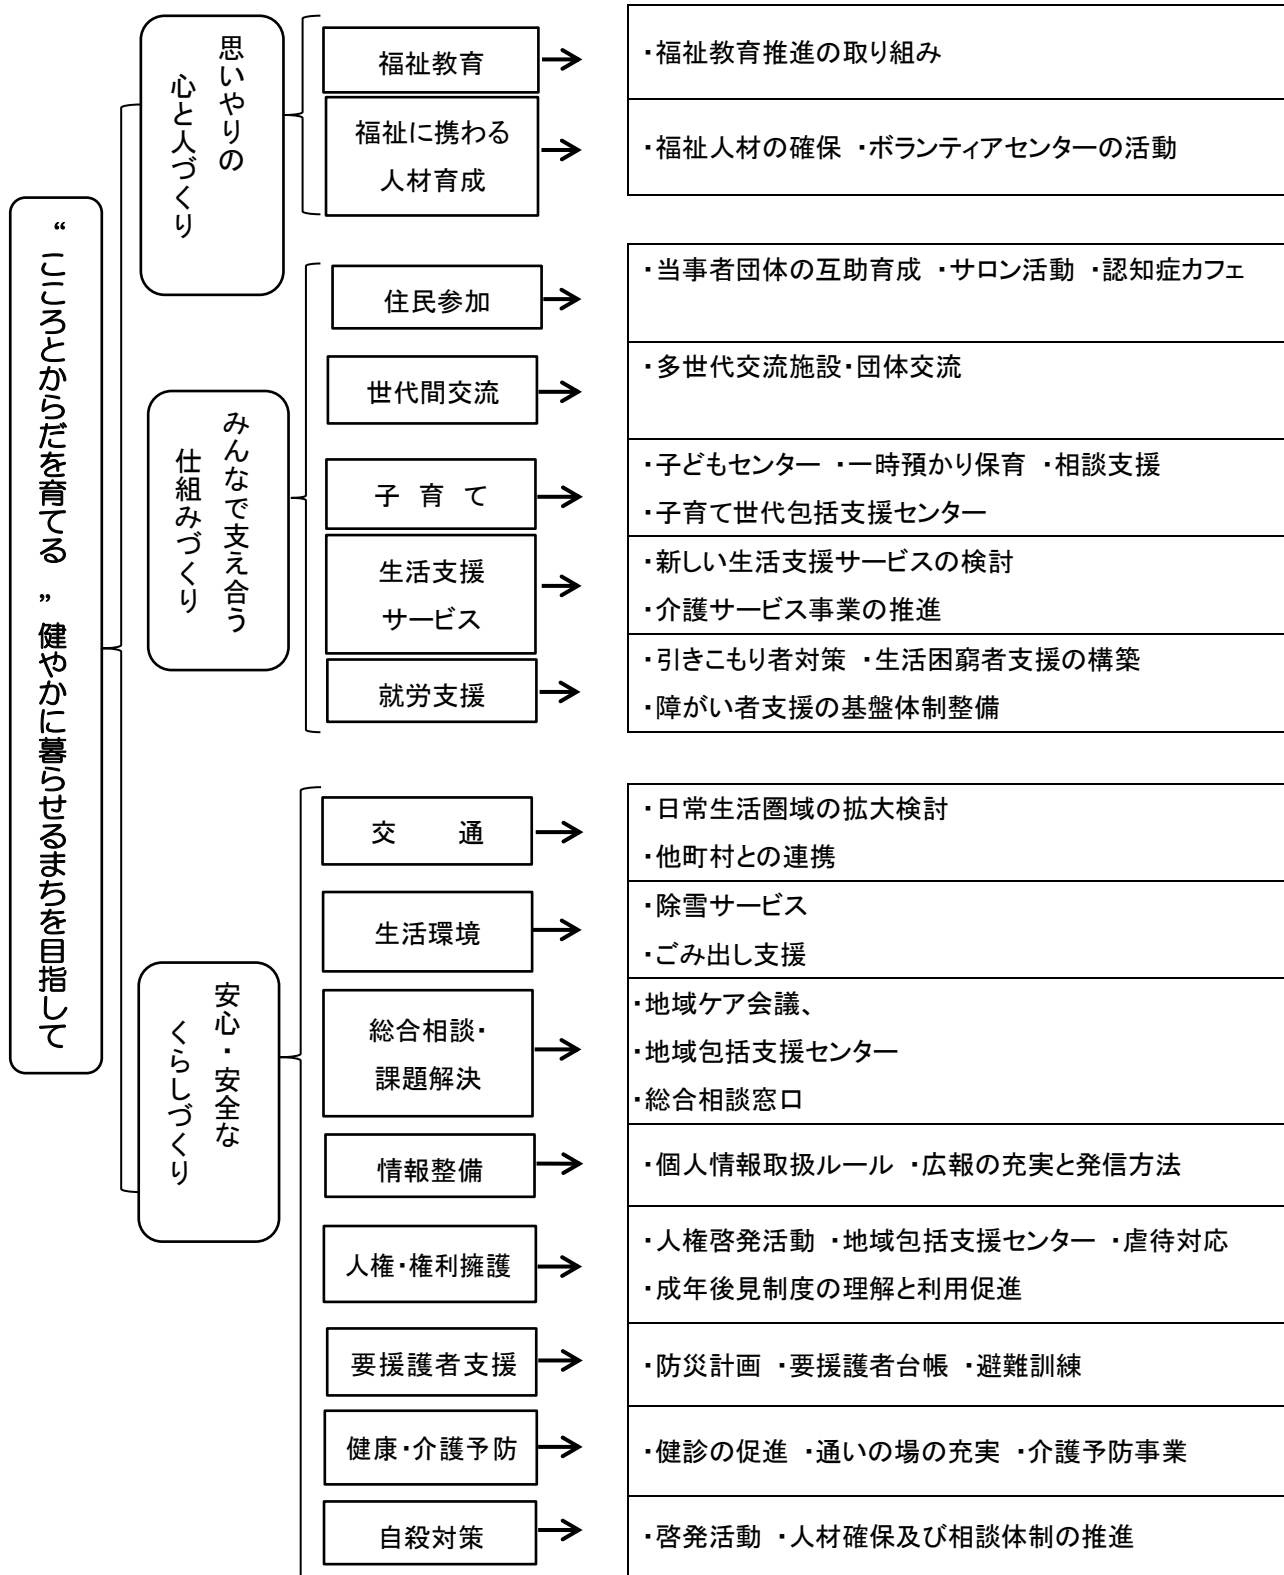 “こころとからだを育てる ”健やかに暮らせるまちを目指して
思いやりの
心と人づくり
福祉教育
・福祉教育推進の取り組み
福祉に携わる
人材育成
・福祉人材の確保 ・ボランティアセンターの活動
みんなで支え合う
仕組みづくり
住民参加
・当事者団体の互助育成 ・サロン活動 ・認知症カフェ
世代間交流
・多世代交流施設・団体交流
子 育 て
・子どもセンター ・一時預かり保育 ・相談支援
・子育て世代包括支援センター
生活支援
サービス
・新しい生活支援サービスの検討
・介護サービス事業の推進
就労支援
・引きこもり者対策 ・生活困窮者支援の構築
・障がい者支援の基盤体制整備
安心・安全な
くらしづくり
交 通
・日常生活圏域の拡大検討
・他町村との連携
生活環境
・除雪サービス
・ごみ出し支援
総合相談・
課題解決
・地域ケア会議、
・地域包括支援センター
・総合相談窓口
情報整備
・個人情報取扱ルール ・広報の充実と発信方法
人権・権利擁護
・人権啓発活動 ・地域包括支援センター ・虐待対応
・成年後見制度の理解と利用促進
要援護者支援
・防災計画 ・要援護者台帳 ・避難訓練
健康・介護予防
・健診の促進 ・通いの場の充実 ・介護予防事業
自殺対策
・啓発活動 ・人材確保及び相談体制の推進